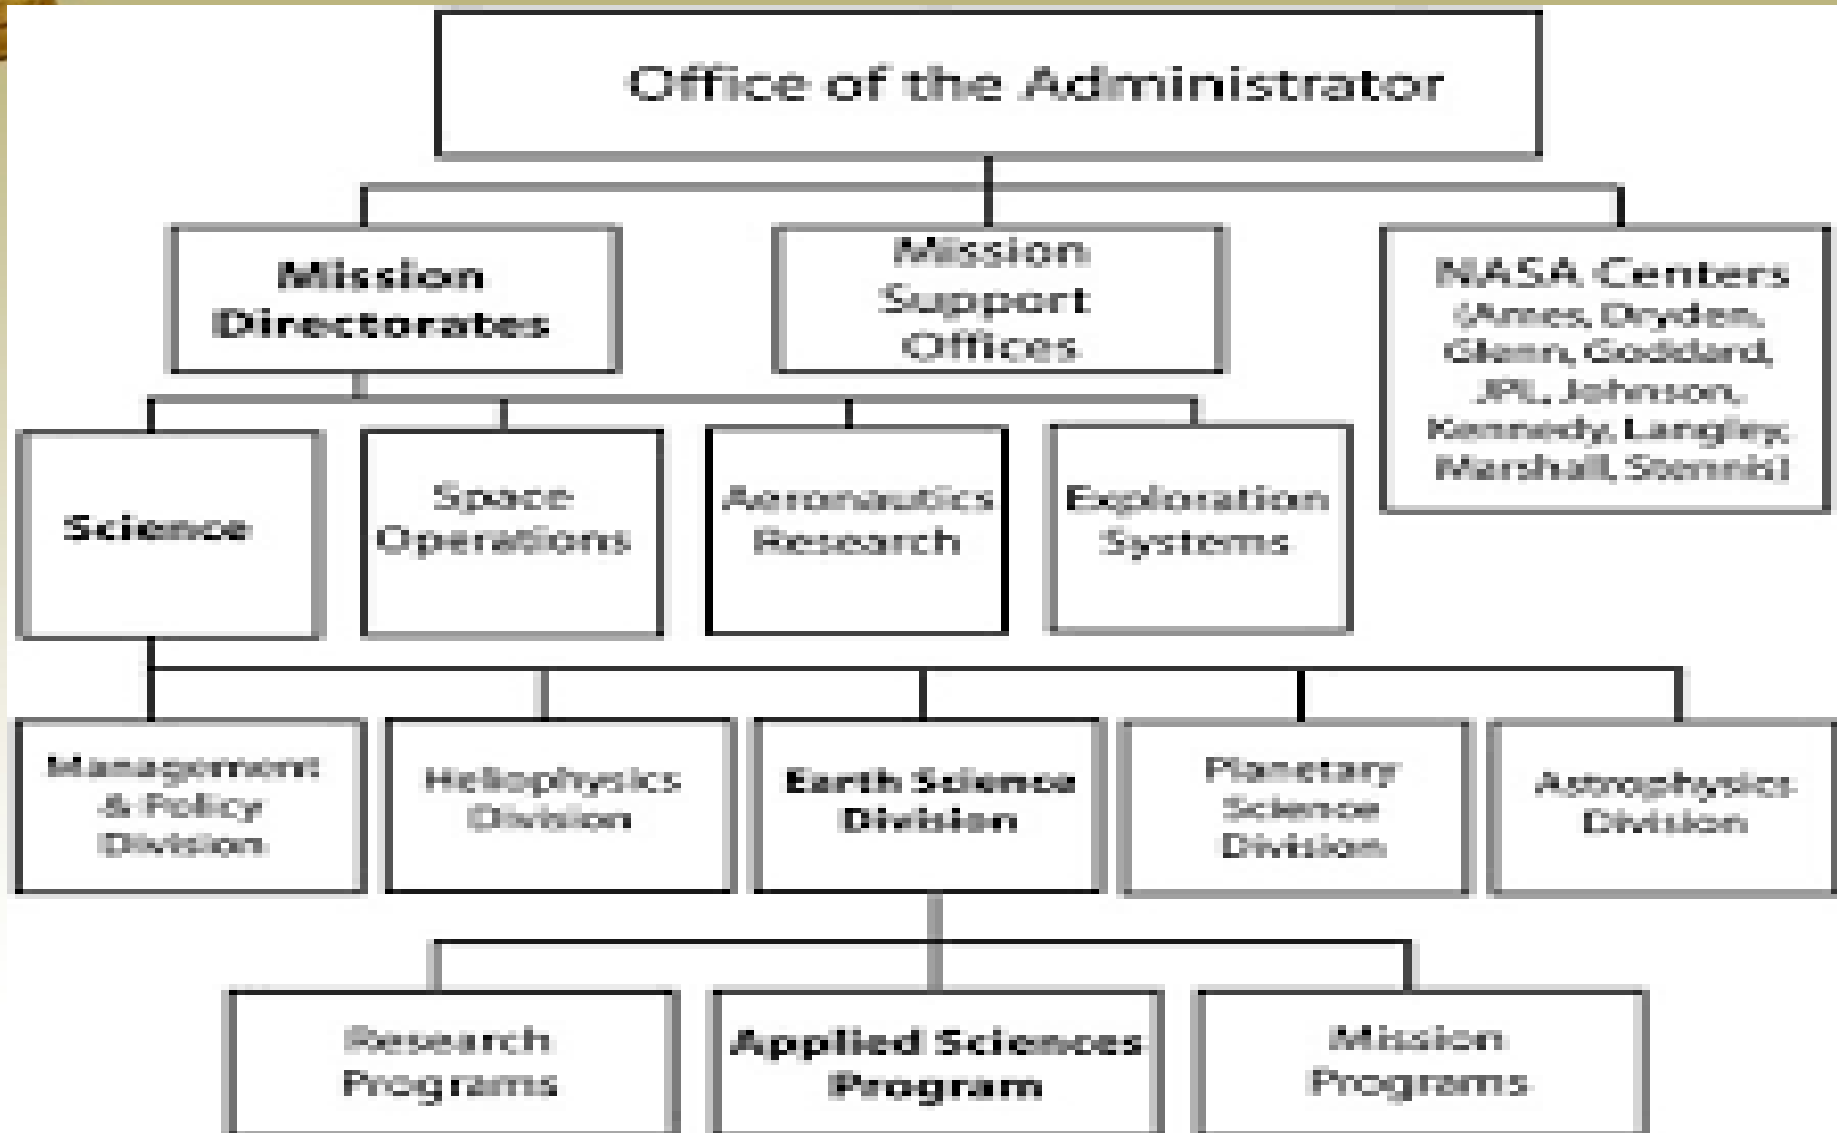 Office of the Administrator
Mission
Directorates
Mission
Support
Offices
NASA Centers
(Ames, Dryden,
Glenn, Goddard,
JPL, Johnson,
Kennedy, Langley,
Marshall, Stennis)
Science
Space
Operations
Aeronautics
Research
Exploration
Systems
Management
& Policy
Division
Heliophysics
Division
Earth Science
Division
Planetary
Science
Division
Astrophysics
Division
Research
Programs
Applied Sciences
Program
Mission
Programs